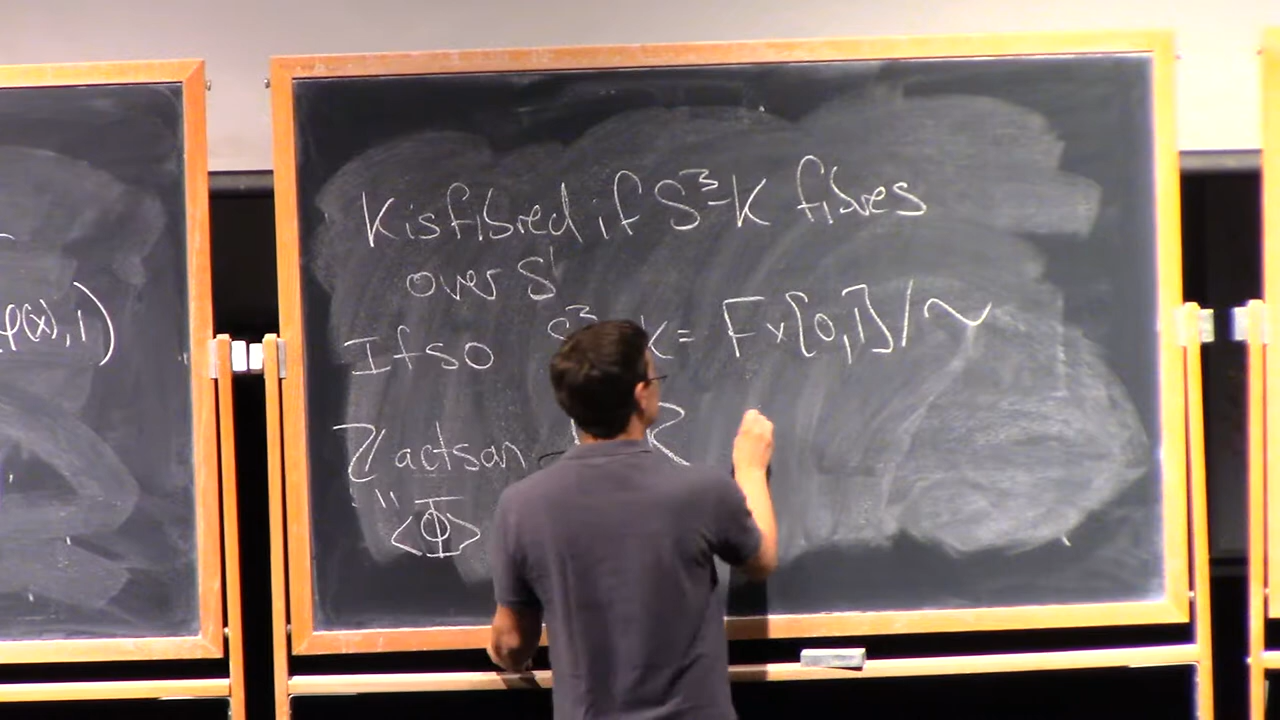 φ(x), 1)
K is fibred if S³-K fibres
over S¹
If so S³ K = F x [0,1] / ~
ℤ acts on R
<Φ>